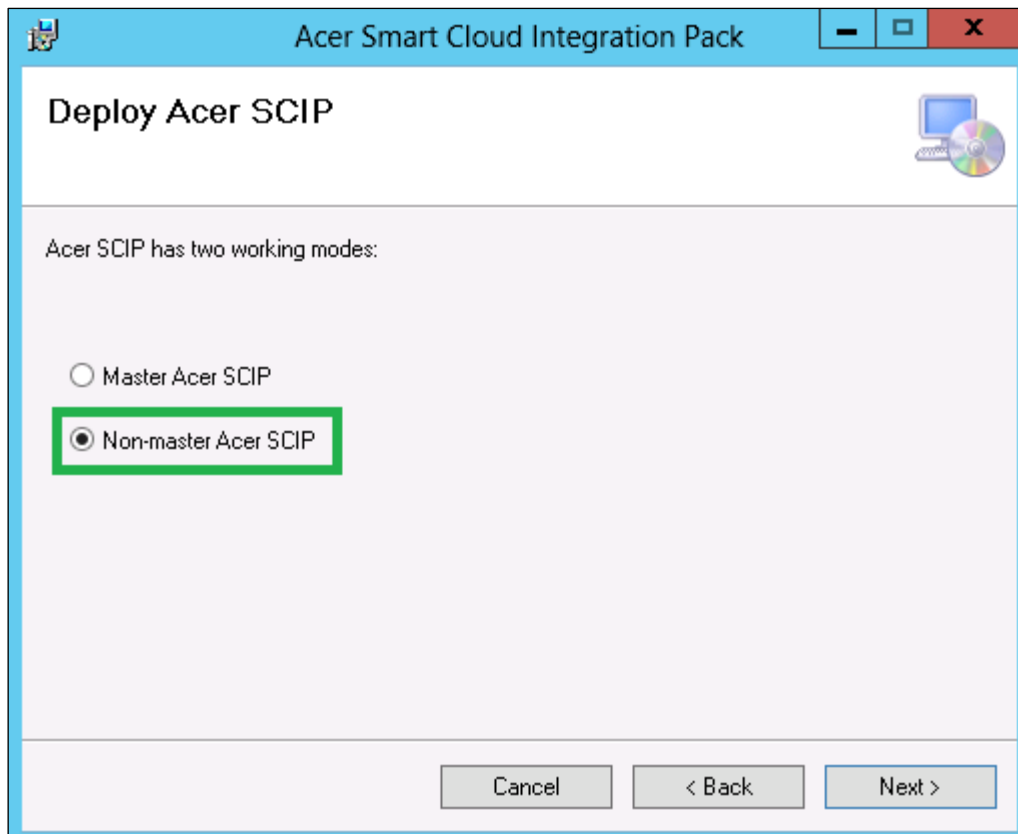 Acer Smart Cloud Integration Pack
Deploy Acer SCIP
Acer SCIP has two working modes:
Master Acer SCIP
Non-master Acer SCIP
Cancel
< Back
Next >